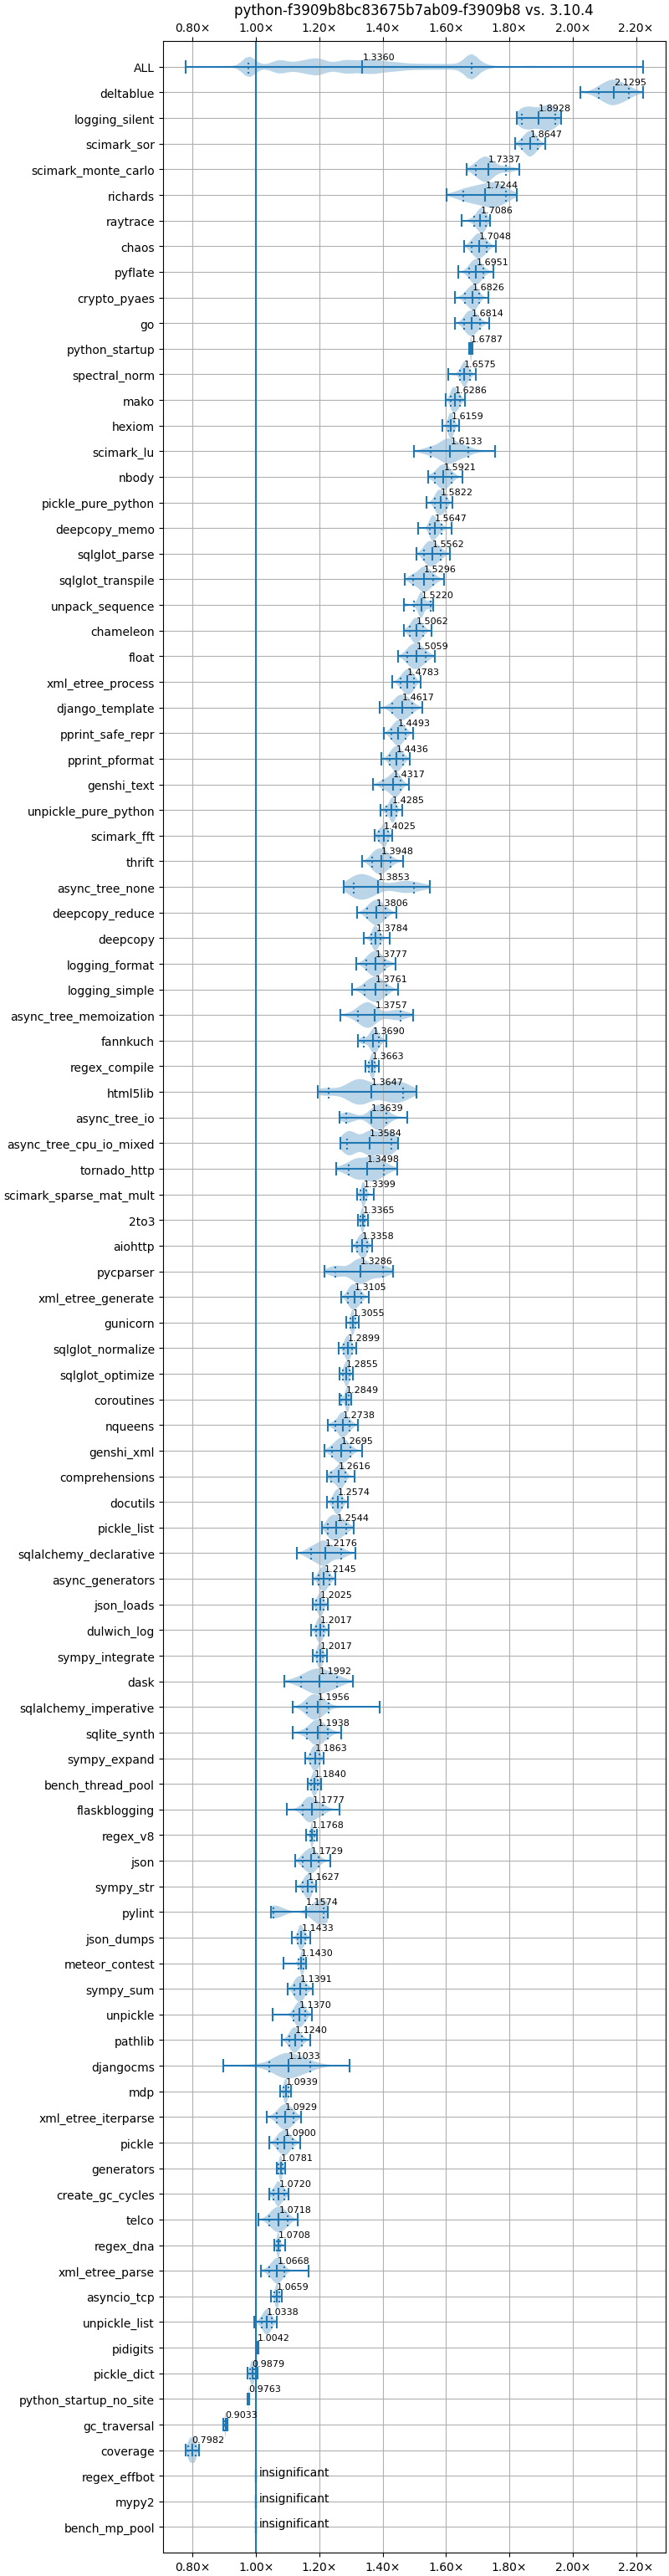 python-f3909b8bc83675b7ab09-f3909b8 vs. 3.10.4
0.80× 1.00× 1.20× 1.40× 1.60× 1.80× 2.00× 2.20×
ALL 1.3360
deltablue 2.1295
logging_silent 1.8928
scimark_sor 1.8647
scimark_monte_carlo 1.7337
richards 1.7244
raytrace 1.7086
chaos 1.7048
pyflate 1.6951
crypto_pyaes 1.6826
go 1.6814
python_startup 1.6787
spectral_norm 1.6575
mako 1.6286
hexiom 1.6159
scimark_lu 1.6133
nbody 1.5921
pickle_pure_python 1.5822
deepcopy_memo 1.5647
sqlglot_parse 1.5562
sqlglot_transpile 1.5296
unpack_sequence 1.5220
chameleon 1.5062
float 1.5059
xml_etree_process 1.4783
django_template 1.4617
pprint_safe_repr 1.4493
pprint_pformat 1.4436
genshi_text 1.4317
unpickle_pure_python 1.4285
scimark_fft 1.4025
thrift 1.3948
async_tree_none 1.3853
deepcopy_reduce 1.3806
deepcopy 1.3784
logging_format 1.3777
logging_simple 1.3761
async_tree_memoization 1.3757
fannkuch 1.3690
regex_compile 1.3663
html5lib 1.3647
async_tree_io 1.3639
async_tree_cpu_io_mixed 1.3584
tornado_http 1.3498
scimark_sparse_mat_mult 1.3399
2to3 1.3365
aiohttp 1.3358
pycparser 1.3286
xml_etree_generate 1.3105
gunicorn 1.3055
sqlglot_normalize 1.2899
sqlglot_optimize 1.2855
coroutines 1.2849
nqueens 1.2738
genshi_xml 1.2695
comprehensions 1.2616
docutils 1.2574
pickle_list 1.2544
sqlalchemy_declarative 1.2176
async_generators 1.2145
json_loads 1.2025
dulwich_log 1.2017
sympy_integrate 1.2017
dask 1.1992
sqlalchemy_imperative 1.1956
sqlite_synth 1.1938
sympy_expand 1.1863
bench_thread_pool 1.1840
flaskblogging 1.1777
regex_v8 1.1768
json 1.1729
sympy_str 1.1627
pylint 1.1574
json_dumps 1.1433
meteor_contest 1.1430
sympy_sum 1.1391
unpickle 1.1370
pathlib 1.1240
djangocms 1.1033
mdp 1.0939
xml_etree_iterparse 1.0929
pickle 1.0900
generators 1.0781
create_gc_cycles 1.0720
telco 1.0718
regex_dna 1.0708
xml_etree_parse 1.0668
asyncio_tcp 1.0659
unpickle_list 1.0338
pidigits 1.0042
pickle_dict 0.9879
python_startup_no_site 0.9763
gc_traversal 0.9033
coverage 0.7982
regex_effbot insignificant
mypy2 insignificant
bench_mp_pool insignificant
0.80× 1.00× 1.20× 1.40× 1.60× 1.80× 2.00× 2.20×